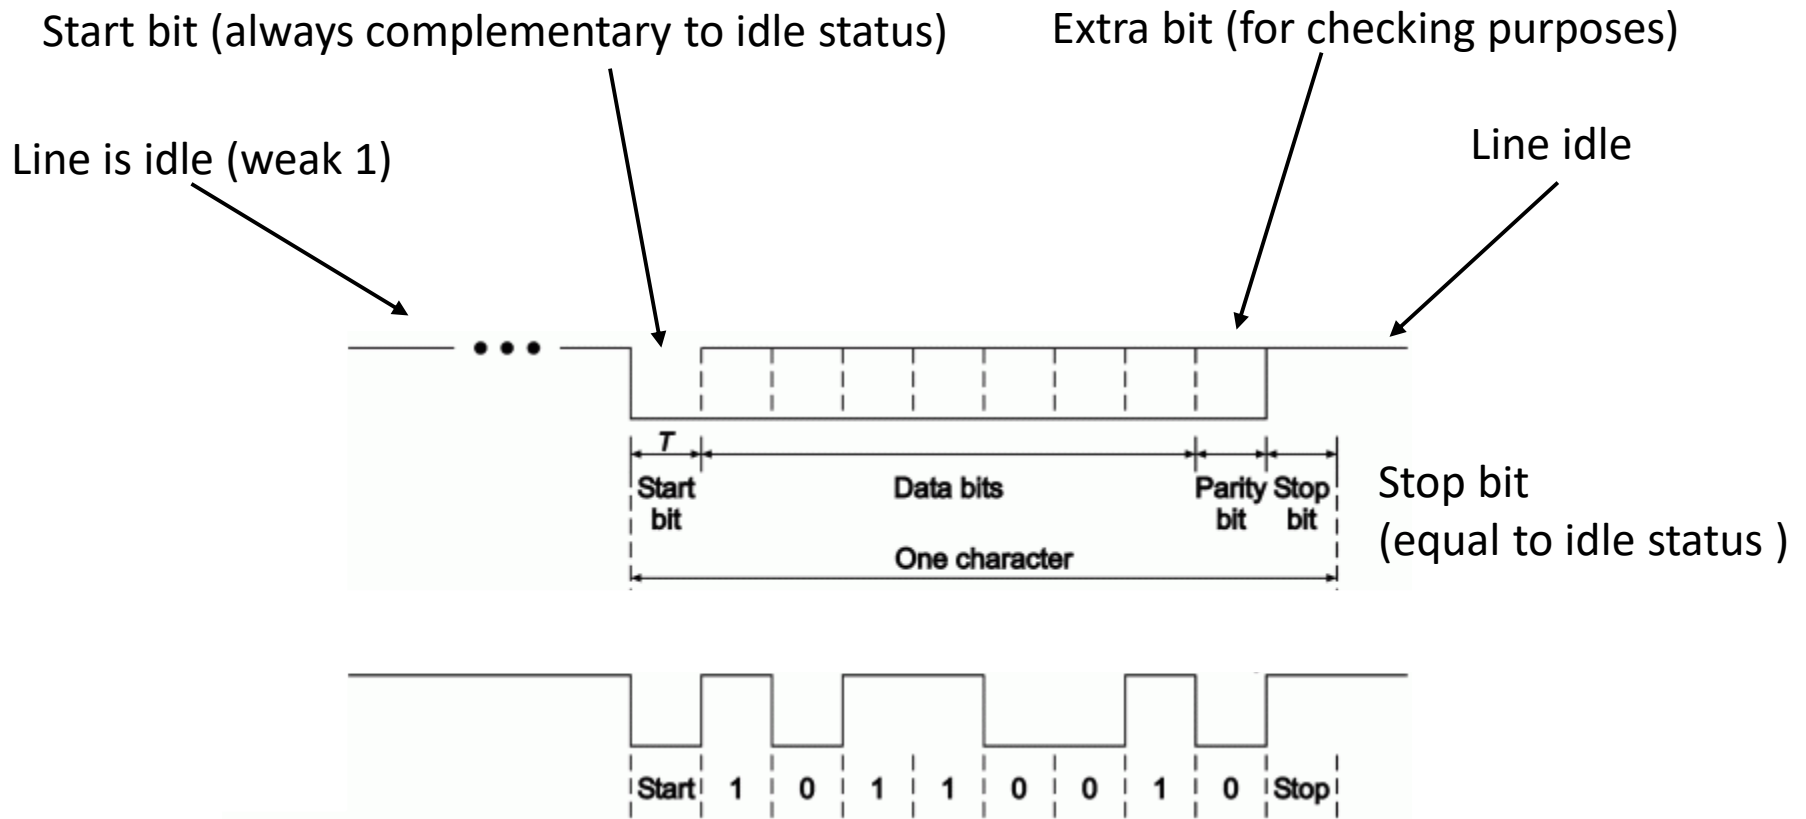 Start bit (always complementary to idle status)
Extra bit (for checking purposes)
Line is idle (weak 1)
Line idle
T
Start
bit
Data bits
Parity
bit
Stop
bit
One character
Stop bit
(equal to idle status )
Start 1 0 1 1 0 0 1 0 Stop